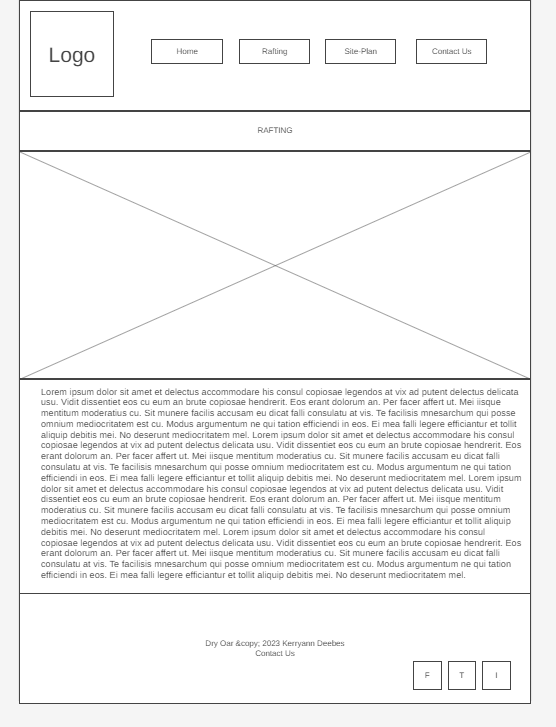 Logo
Home
Rafting
Site-Plan
Contact Us
RAFTING
Lorem ipsum dolor sit amet et delectus accommodare his consul copiosae legendos at vix ad putent delectus delicata
usu. Vidit dissentiet eos cu eum an brute copiosae hendrerit. Eos erant dolorum an. Per facer affert ut. Mei iisque
mentitum moderatius cu. Sit munere facilis accusam eu dicat falli consulatu at vis. Te facilisis mnesarchum qui posse
omnium mediocritatem est cu. Modus argumentum ne qui tation efficiendi in eos. Ei mea falli legere efficiantur et tollit
aliquip debitis mei. No deserunt mediocritatem mel. Lorem ipsum dolor sit amet et delectus accommodare his consul
copiosae legendos at vix ad putent delectus delicata usu. Vidit dissentiet eos cu eum an brute copiosae hendrerit. Eos
erant dolorum an. Per facer affert ut. Mei iisque mentitum moderatius cu. Sit munere facilis accusam eu dicat falli
consulatu at vis. Te facilisis mnesarchum qui posse omnium mediocritatem est cu. Modus argumentum ne qui tation
efficiendi in eos. Ei mea falli legere efficiantur et tollit aliquip debitis mei. No deserunt mediocritatem mel. Lorem ipsum
dolor sit amet et delectus accommodare his consul copiosae legendos at vix ad putent delectus delicata usu. Vidit
dissentiet eos cu eum an brute copiosae hendrerit. Eos erant dolorum an. Per facer affert ut. Mei iisque mentitum
moderatius cu. Sit munere facilis accusam eu dicat falli consulatu at vis. Te facilisis mnesarchum qui posse omnium
mediocritatem est cu. Modus argumentum ne qui tation efficiendi in eos. Ei mea falli legere efficiantur et tollit aliquip
debitis mei. No deserunt mediocritatem mel. Lorem ipsum dolor sit amet et delectus accommodare his consul
copiosae legendos at vix ad putent delectus delicata usu. Vidit dissentiet eos cu eum an brute copiosae hendrerit. Eos
erant dolorum an. Per facer affert ut. Mei iisque mentitum moderatius cu. Sit munere facilis accusam eu dicat falli
consulatu at vis. Te facilisis mnesarchum qui posse omnium mediocritatem est cu. Modus argumentum ne qui tation
efficiendi in eos. Ei mea falli legere efficiantur et tollit aliquip debitis mei. No deserunt mediocritatem mel.
Dry Oar &copy; 2023 Kerryann Deebes
Contact Us
F
T
I